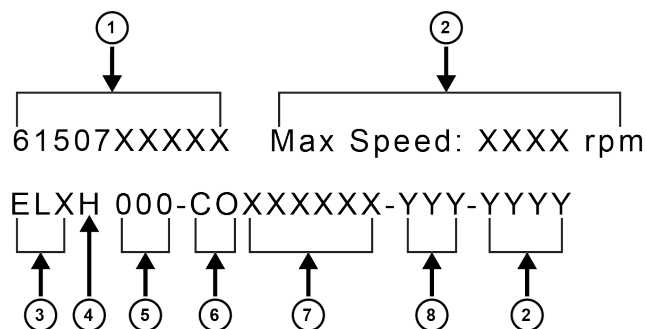 1 2
61507XXXXX Max Speed: XXXX rpm
ELXH 000-COXXXXXX-YYY-YYYY
3 4 5 6 7 8 2